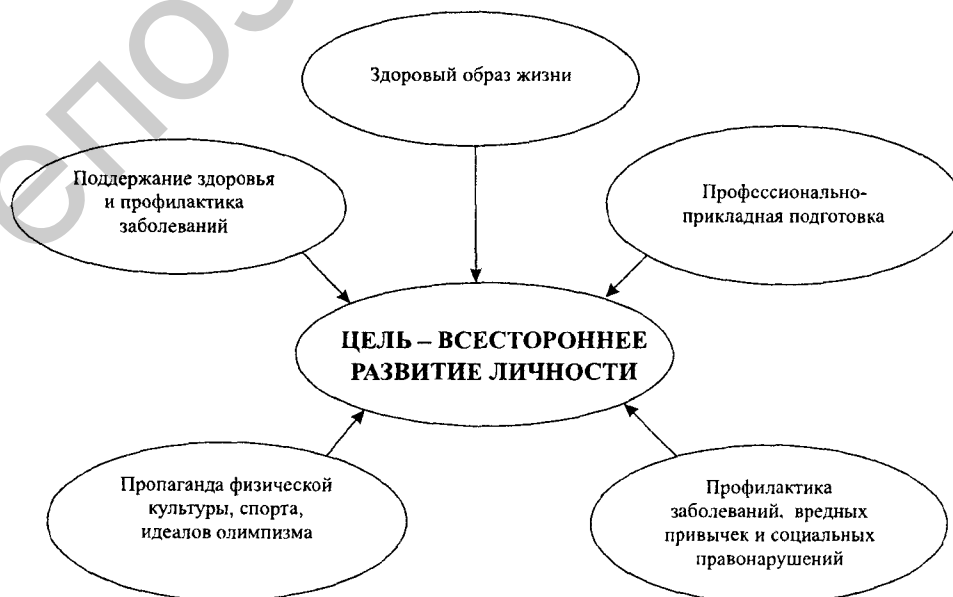 Здоровый образ жизни
Поддержание здоровья
и профилактика
заболеваний
Профессионально-
прикладная подготовка
ЦЕЛЬ – ВСЕСТОРОННЕЕ
РАЗВИТИЕ ЛИЧНОСТИ
Пропаганда физической
культуры, спорта,
идеалов олимпизма
Профилактика
заболеваний, вредных
привычек и социальных
правонарушений